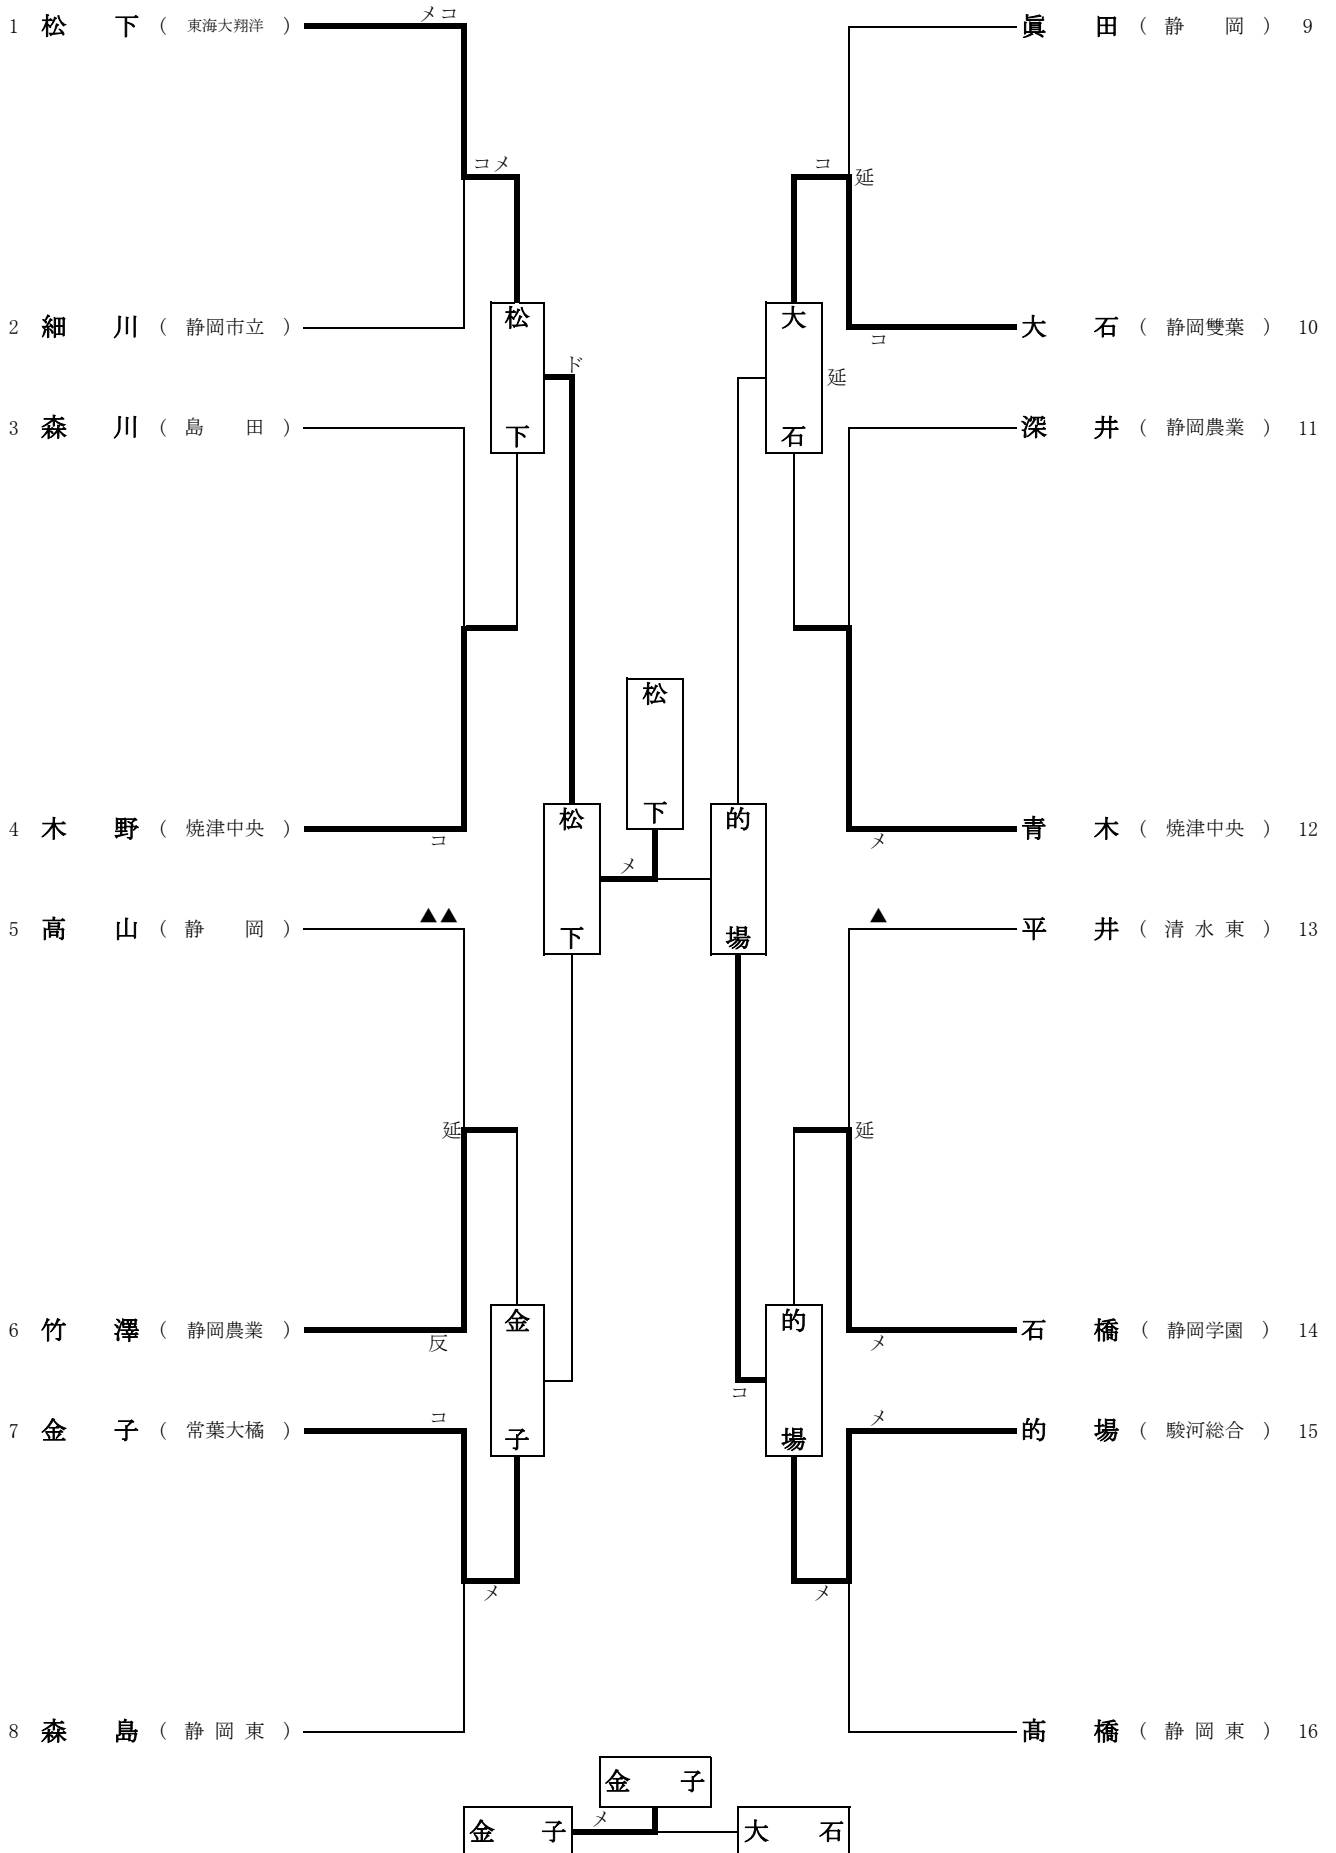 メコ
1 松 下 ( 東海大翔洋 )
眞 田 ( 静 岡 ) 9
コメ
コ
延
松
下
大
石
2 細 川 ( 静岡市立 )
大 石 ( 静岡雙葉 ) 10
コ
ド
延
3 森 川 ( 島 田 )
深 井 ( 静岡農業 ) 11
松
下
4 木 野 ( 焼津中央 )
コ
松
下
メ
的
場
青 木 ( 焼津中央 ) 12
メ
5 高 山 ( 静 岡 )
▲▲
▲
平 井 ( 清水東 ) 13
延
延
6 竹 澤 ( 静岡農業 )
反
金
子
的
場
石 橋 ( 静岡学園 ) 14
メ
コ
7 金 子 ( 常葉大橘 )
コ
メ
的 場 ( 駿河総合 ) 15
メ
メ
8 森 島 ( 静岡東 )
髙 橋 ( 静岡東 ) 16
金 子
金 子 メ 大 石